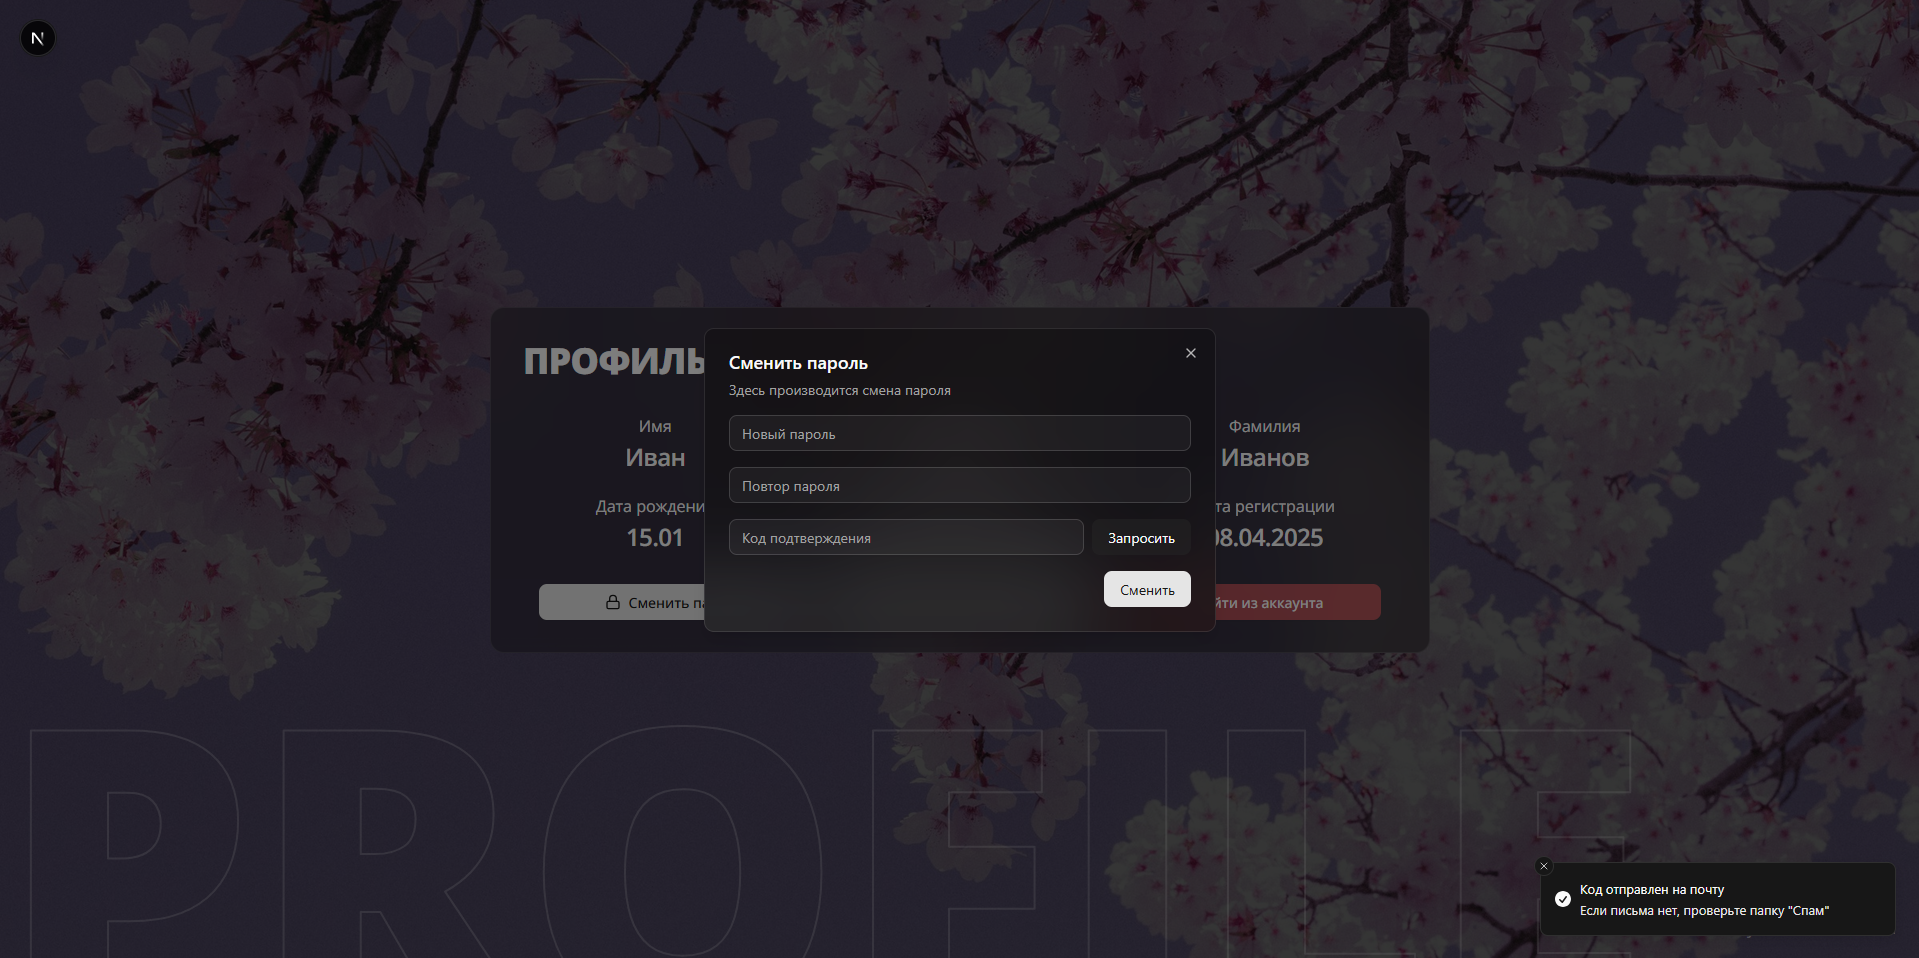 N
ПРОФИЛЬ
Имя
Иван
Фамилия
Иванов
Дата рождени
15.01
та регистрации
08.04.2025
Сменить па
йти из аккаунта
Сменить пароль
Здесь производится смена пароля
Новый пароль
Повтор пароля
Код подтверждения
Запросить
Сменить
PROFILE
Код отправлен на почту
Если письма нет, проверьте папку "Спам"